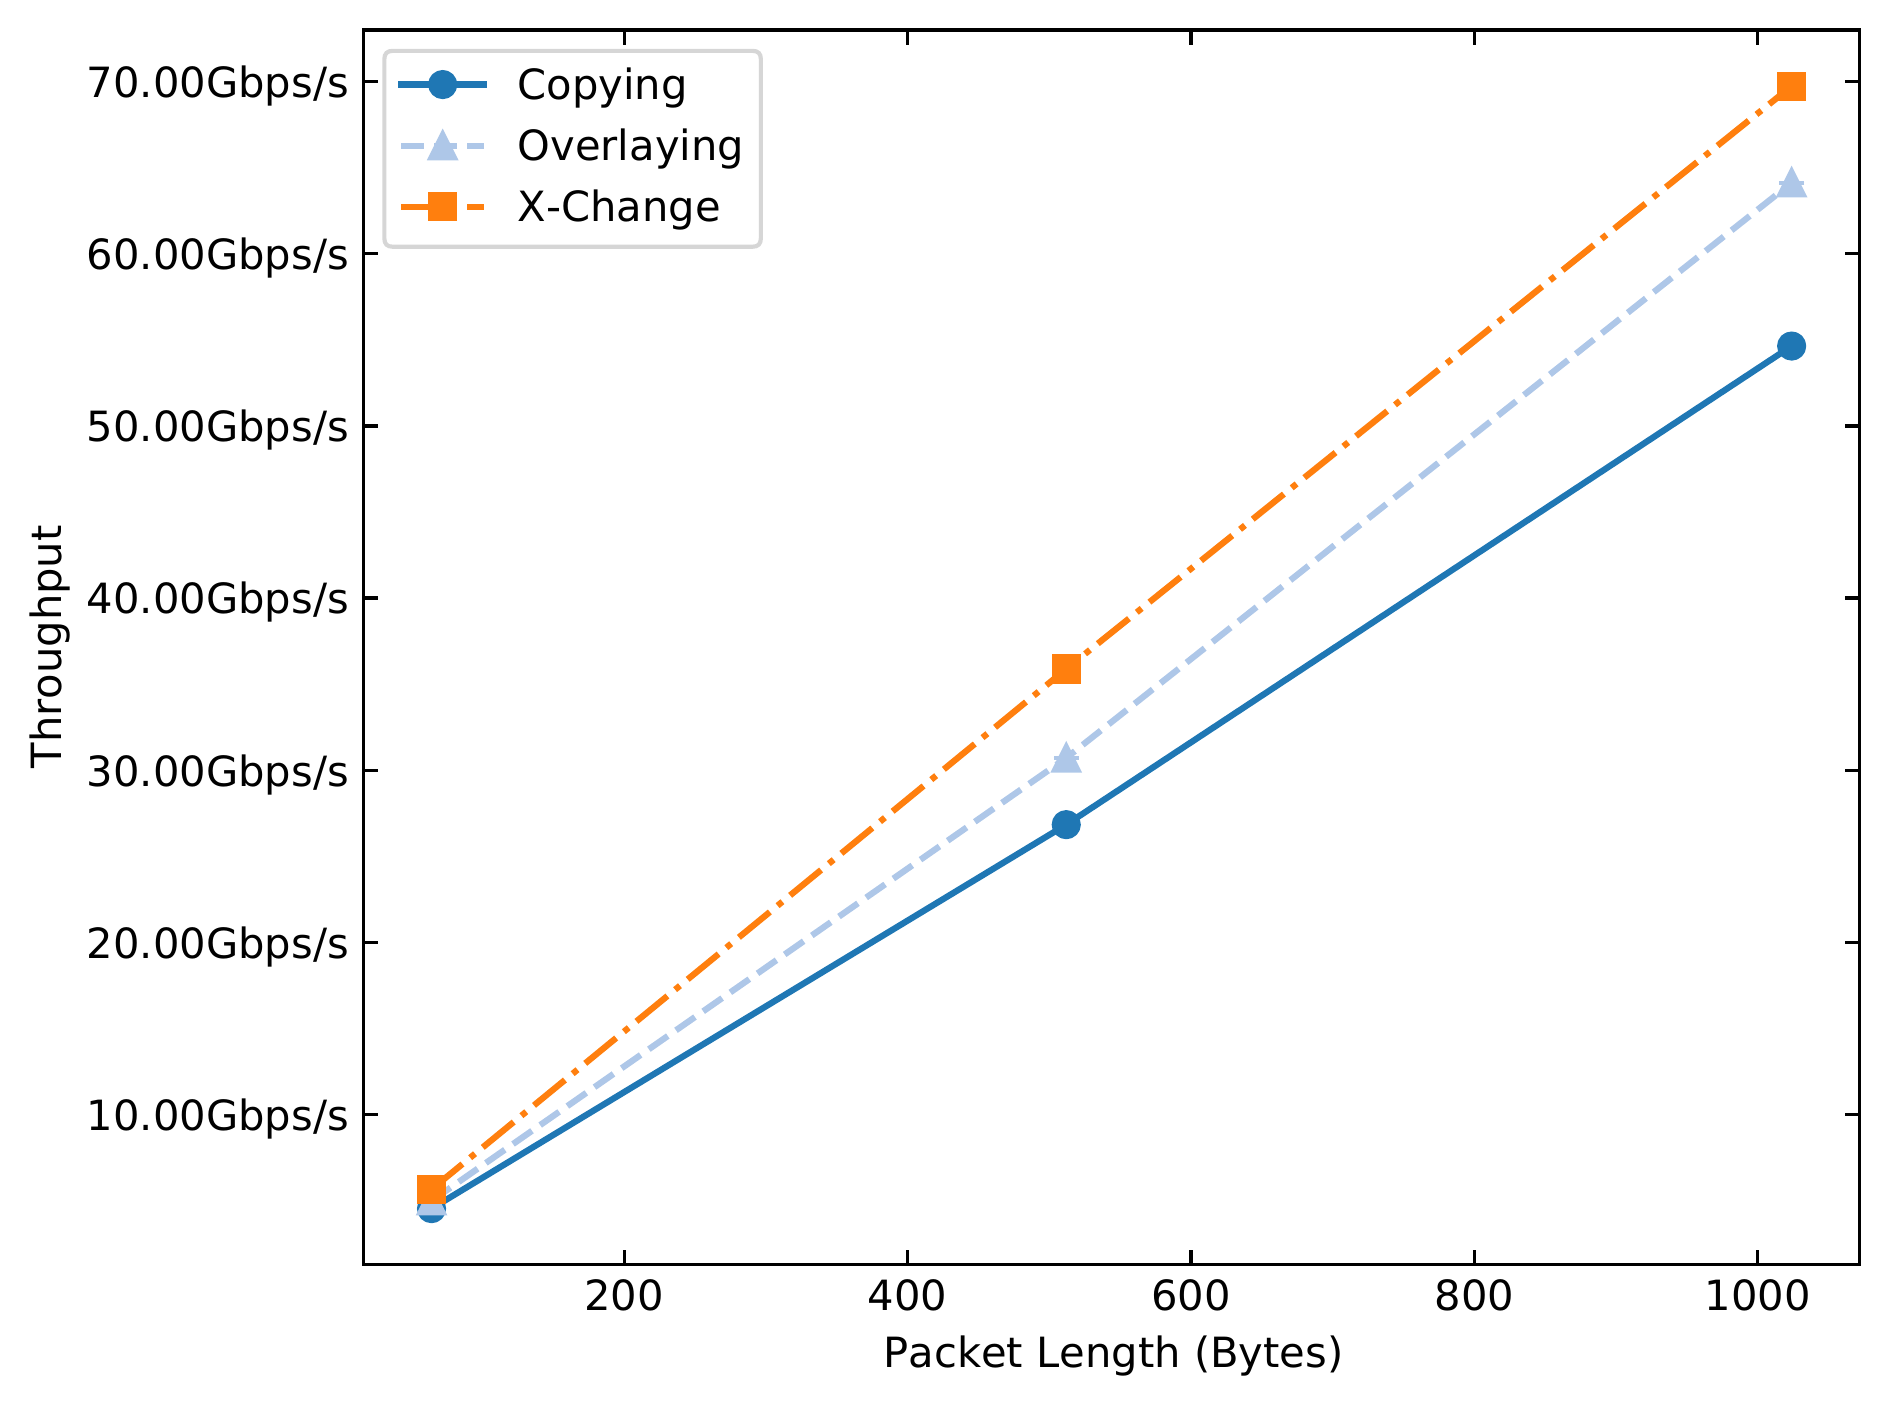 Copying
Overlaying
X-Change
70.00Gbps/s
60.00Gbps/s
50.00Gbps/s
40.00Gbps/s
30.00Gbps/s
20.00Gbps/s
10.00Gbps/s
Throughput
200 400 600 800 1000
Packet Length (Bytes)